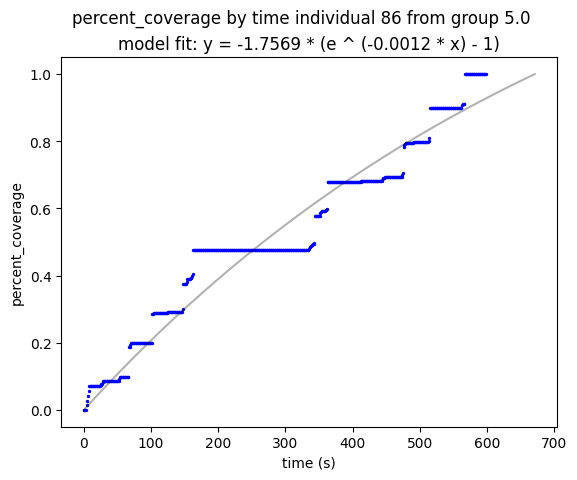 percent_coverage by time individual 86 from group 5.0
model fit: y = -1.7569 * (e ^ (-0.0012 * x) - 1)
1.0
0.8
0.6
0.4
0.2
0.0
percent_coverage
0 100 200 300 400 500 600 700
time (s)